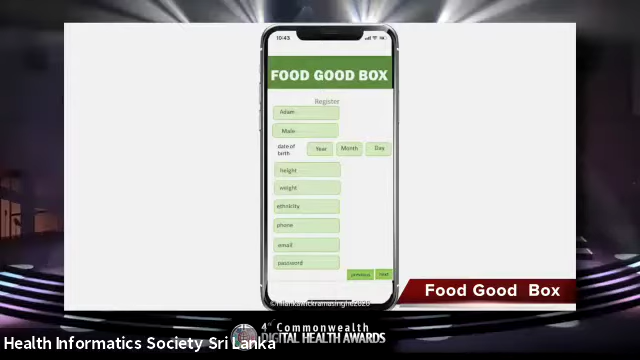 10:43
FOOD GOOD BOX
Register
Adam
Male
date of birth
Year Month Day
height
weight
ethnicity
phone
email
password
previous next
Food Good Box
4th Commonwealth
DIGITAL HEALTH AWARDS
Health Informatics Society Sri Lanka